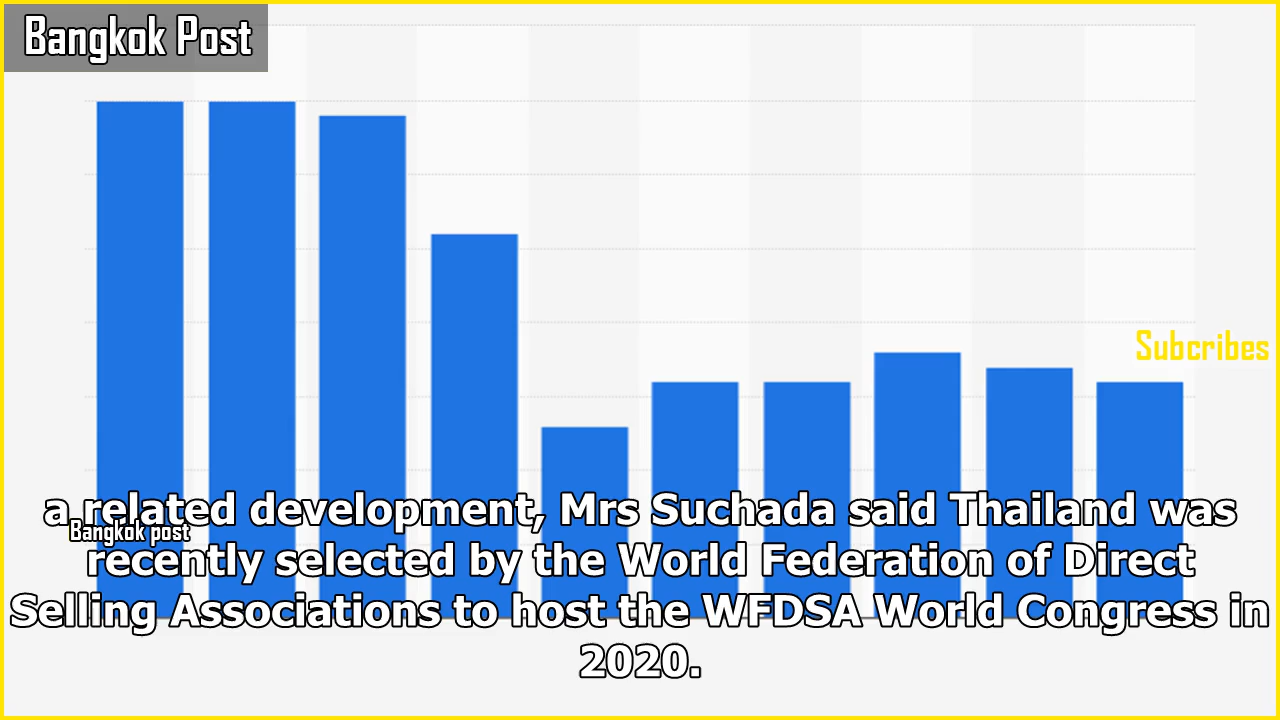 Bangkok Post
Subcribes
a related development, Mrs Suchada said Thailand was
Bangkok post
recently selected by the World Federation of Direct
Selling Associations to host the WFDSA World Congress in
2020.